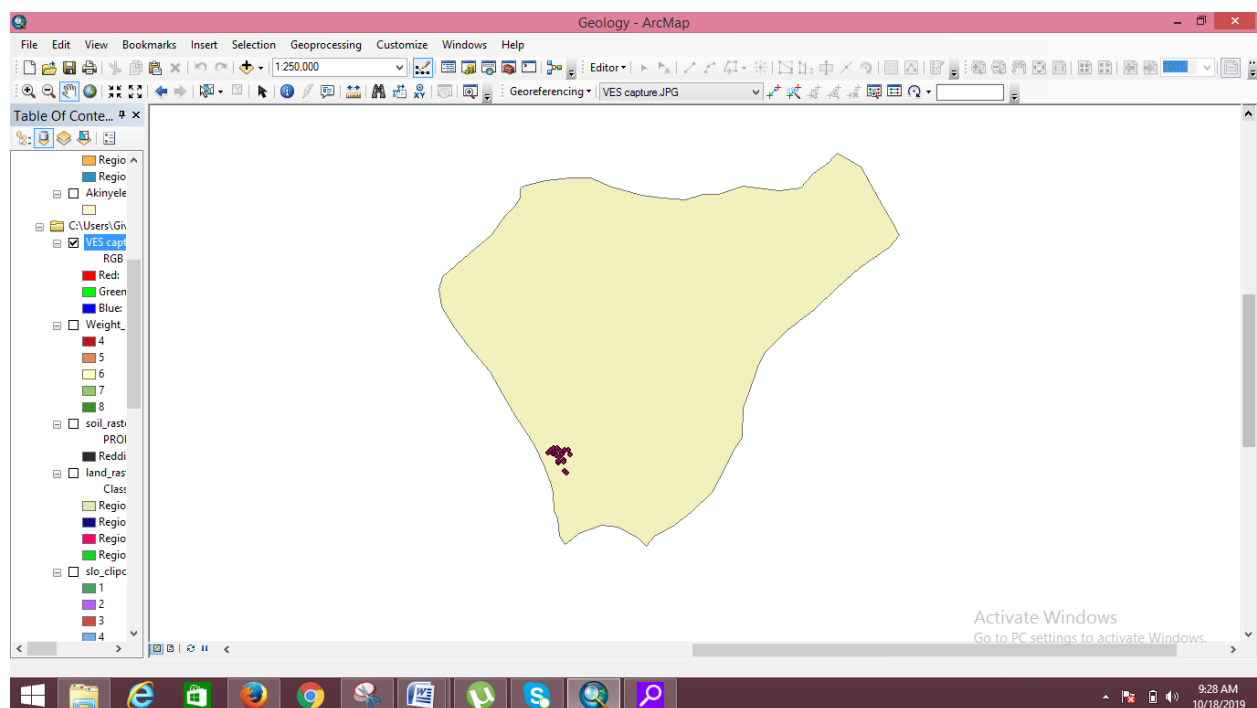 Geology - ArcMap
File Edit View Bookmarks Insert Selection Geoprocessing Customize Windows Help
1:250,000 Editor 100%
Georeferencing VES capture.JPG
Table Of Conte...
Regio
Regio
Akinyele
C:\Users\Giv
VES capt
RGB
Red:
Green
Blue:
Weight_
4
5
6
7
8
soil_rast
PROI
Reddi
land_ras
Class
Regio
Regio
Regio
Regio
slo_clipc
1
2
3
4
Activate Windows
Go to PC settings to activate Windows.
9:28 AM
10/18/2019